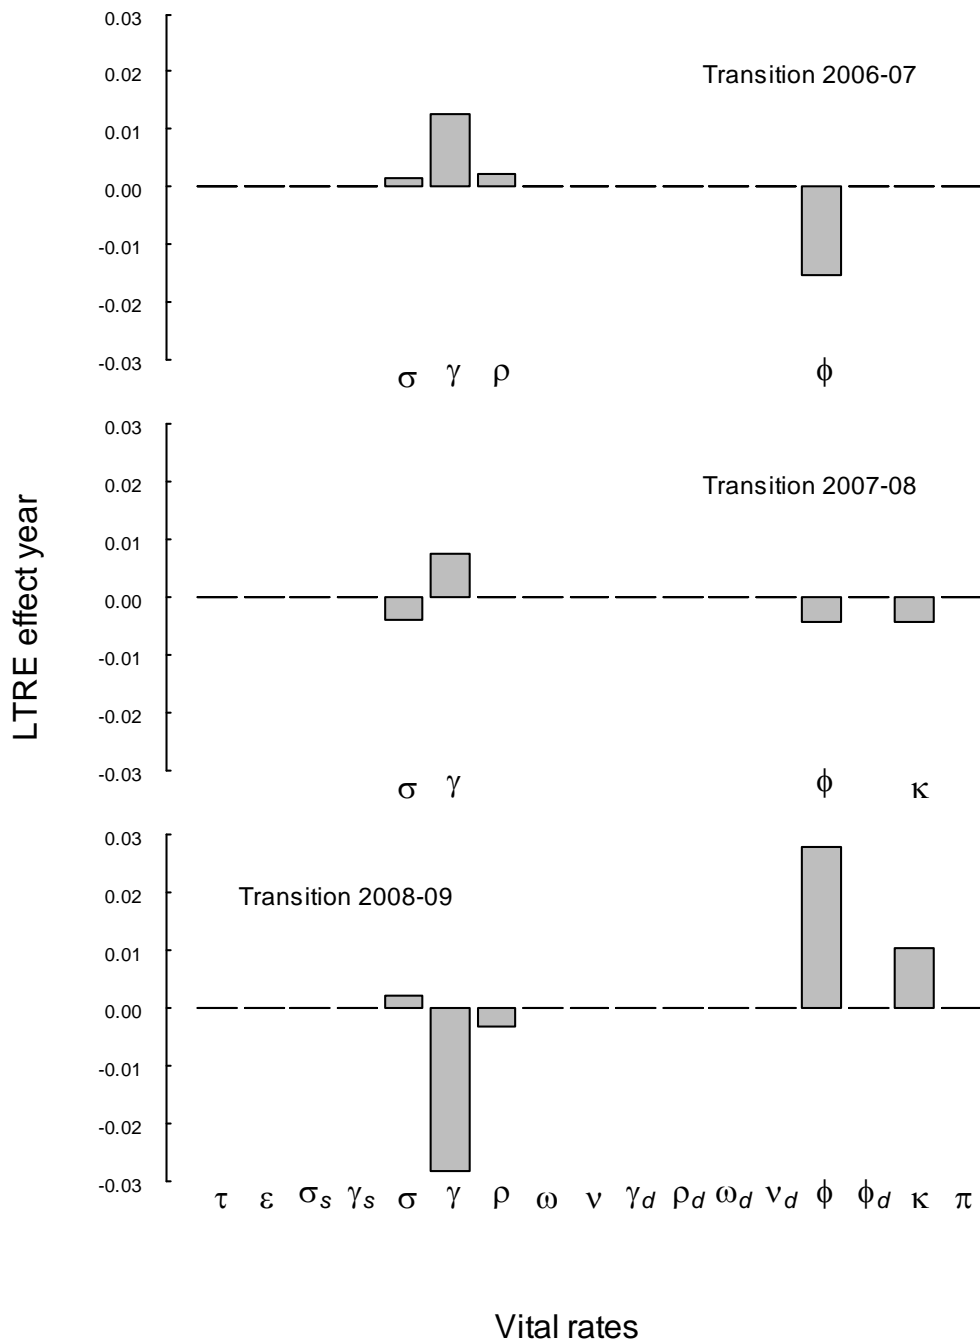 0.03
0.02
0.01
0.00
-0.01
-0.02
-0.03
Transition 2006-07
σ γ ρ ϕ
0.03
0.02
0.01
0.00
-0.01
-0.02
-0.03
Transition 2007-08
σ γ ϕ κ
LTRE effect year
0.03
0.02
0.01
0.00
-0.01
-0.02
-0.03
Transition 2008-09
τ ε σs γs σ γ ρ ω ν γd ρd ωd νd ϕ ϕd κ π
Vital rates